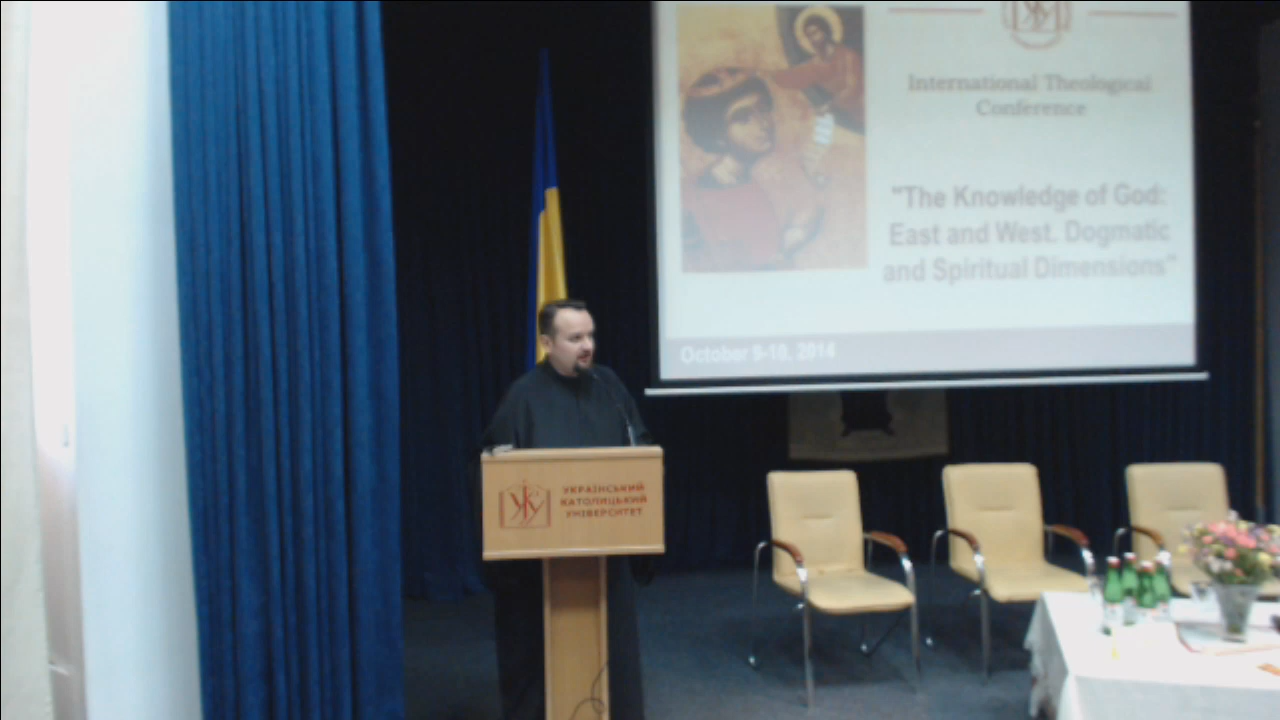 International Theological
Conference
"The Knowledge of God:
East and West. Dogmatic
and Spiritual Dimensions"
October 9-10, 2014
УКРАЇНСЬКИЙ
КАТОЛИЦЬКИЙ
УНІВЕРСИТЕТ